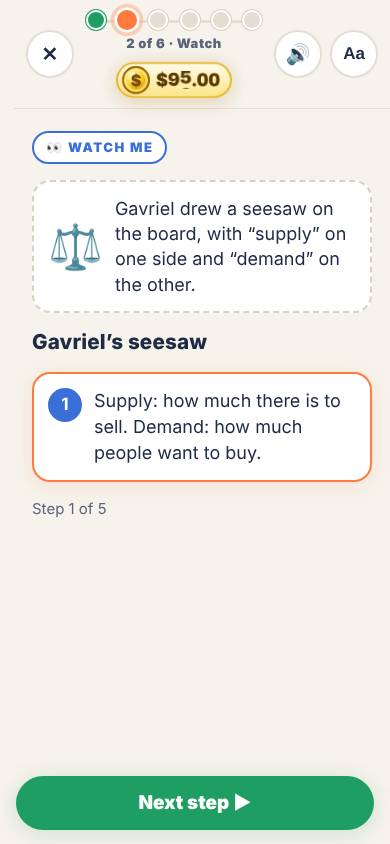 2 of 6 · Watch
$ $95.00
Aa
WATCH ME
Gavriel drew a seesaw on
the board, with “supply” on
one side and “demand” on
the other.
Gavriel’s seesaw
1 Supply: how much there is to
sell. Demand: how much
people want to buy.
Step 1 of 5
Next step